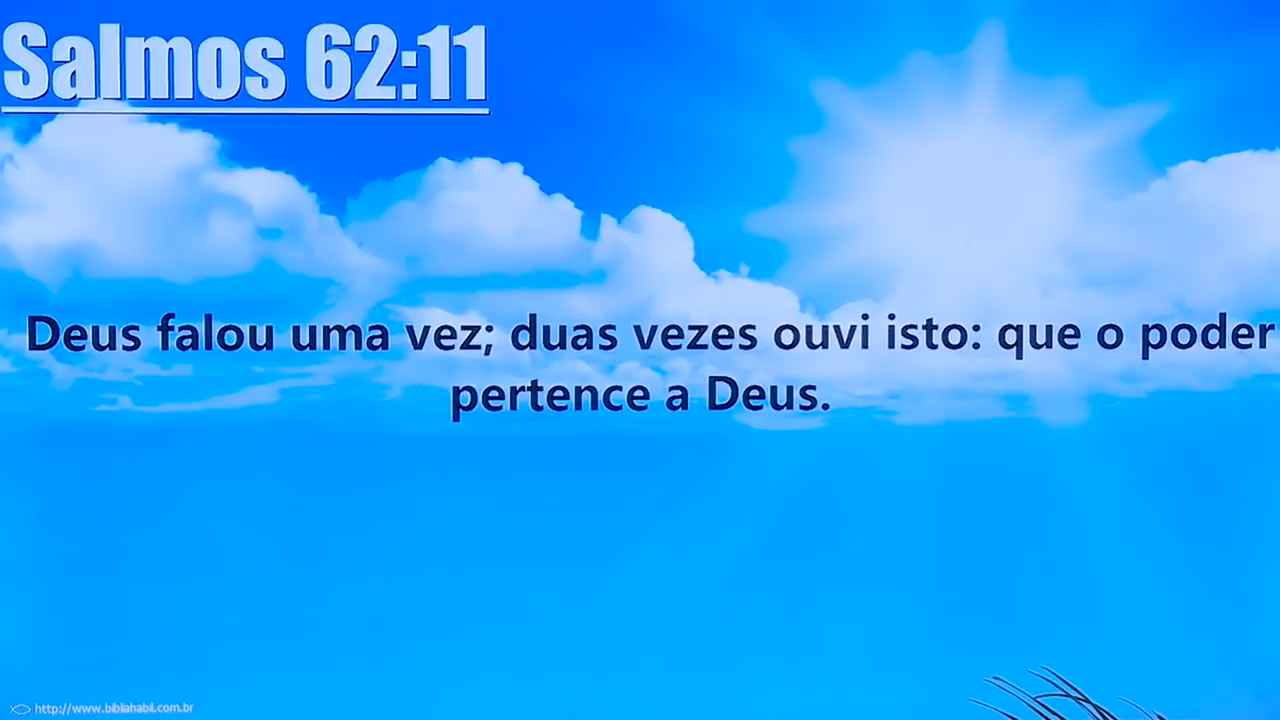 Salmos 62:11
Deus falou uma vez; duas vezes ouvi isto: que o poder
pertence a Deus.
http://www.bibliahabil.com.br